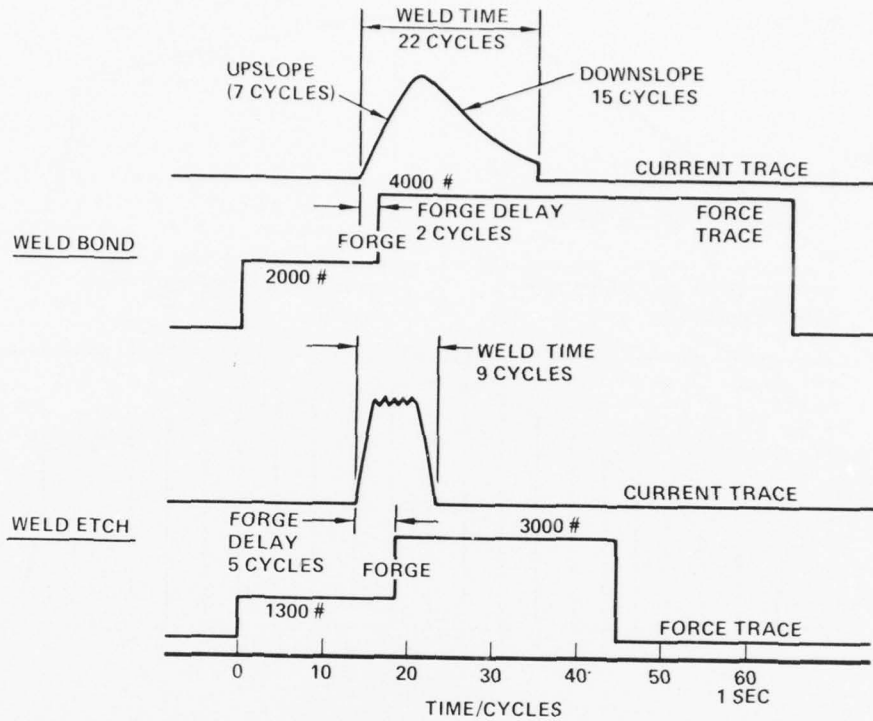 WELD TIME
22 CYCLES
UPSLOPE
(7 CYCLES)
DOWNSLOPE
15 CYCLES
CURRENT TRACE
4000 #
FORGE DELAY
2 CYCLES
FORCE
TRACE
FORGE
WELD BOND
2000 #
WELD TIME
9 CYCLES
CURRENT TRACE
WELD ETCH
FORGE
DELAY
5 CYCLES
3000 #
FORGE
1300 #
FORCE TRACE
0 10 20 30 40 50 60
1 SEC
TIME/CYCLES